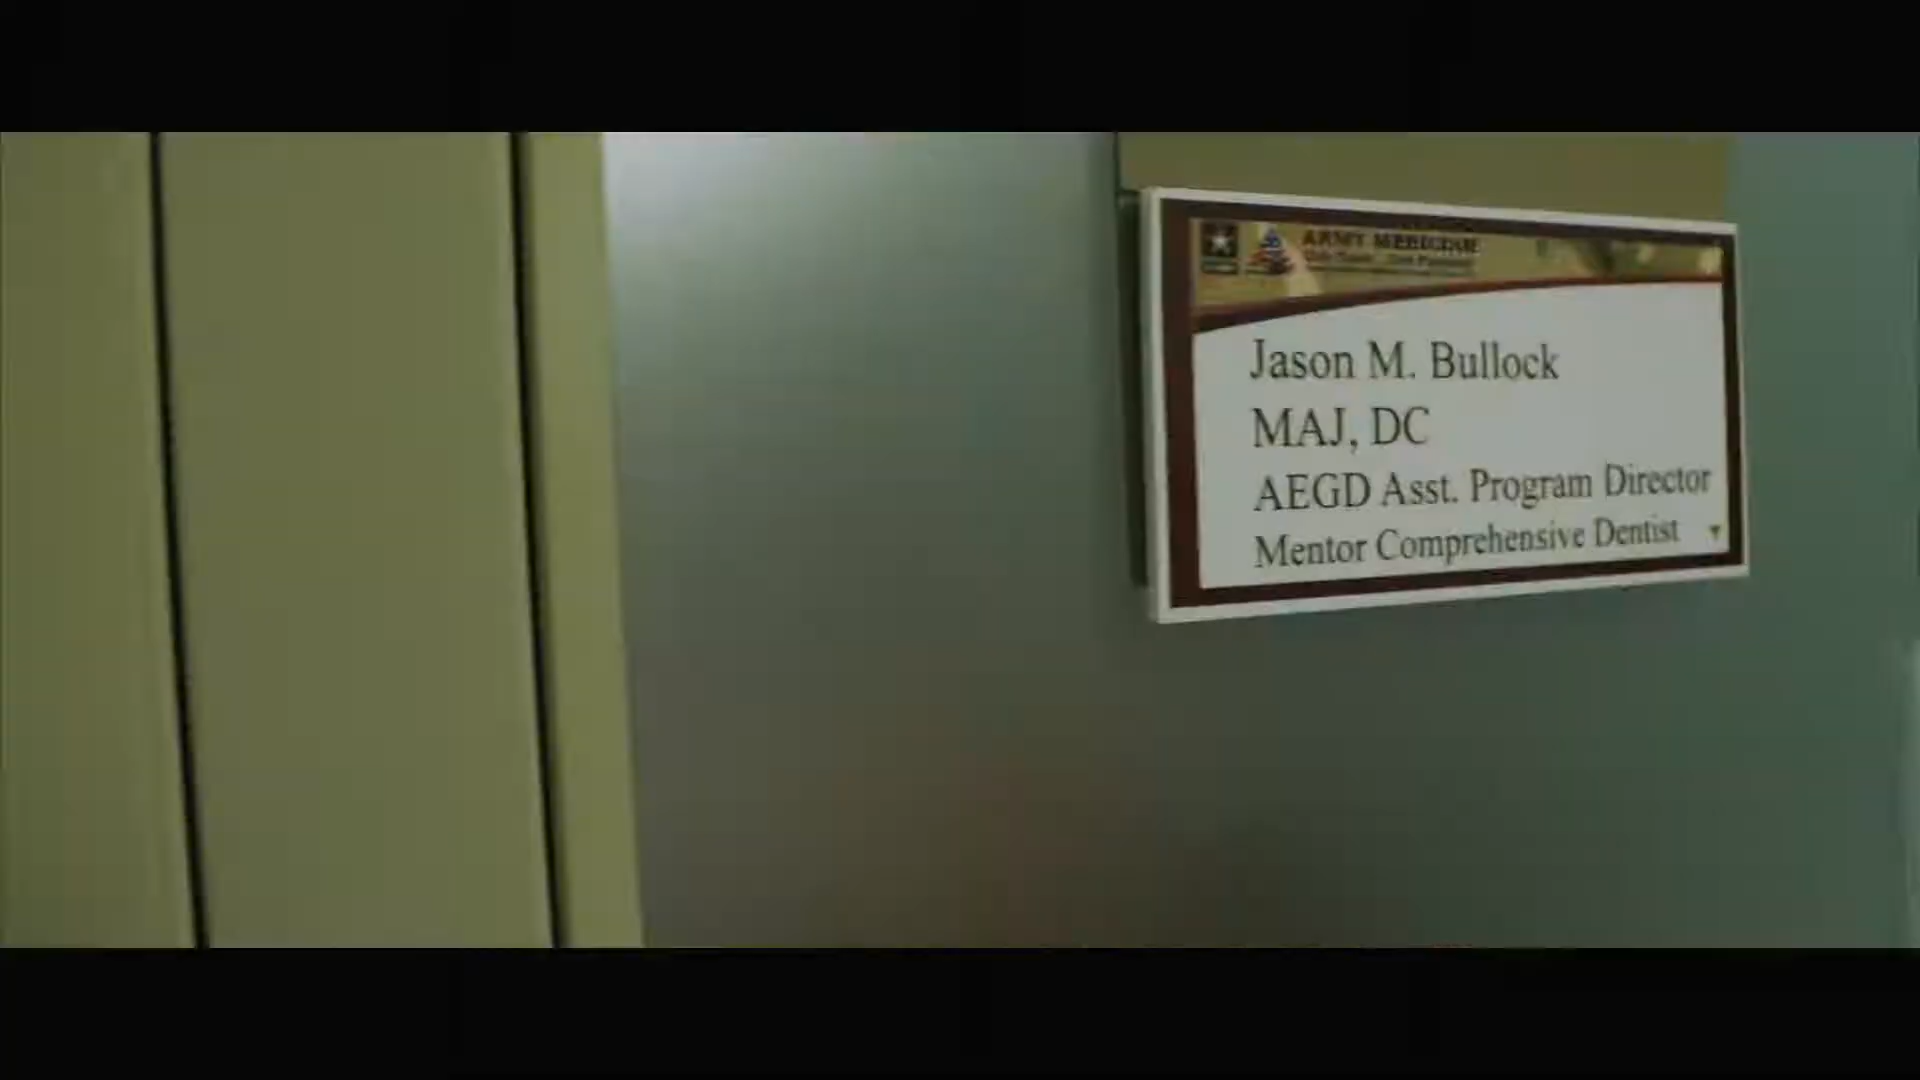 ARMY MEDICINE
Jason M. Bullock
MAJ, DC
AEGD Asst. Program Director
Mentor Comprehensive Dentist